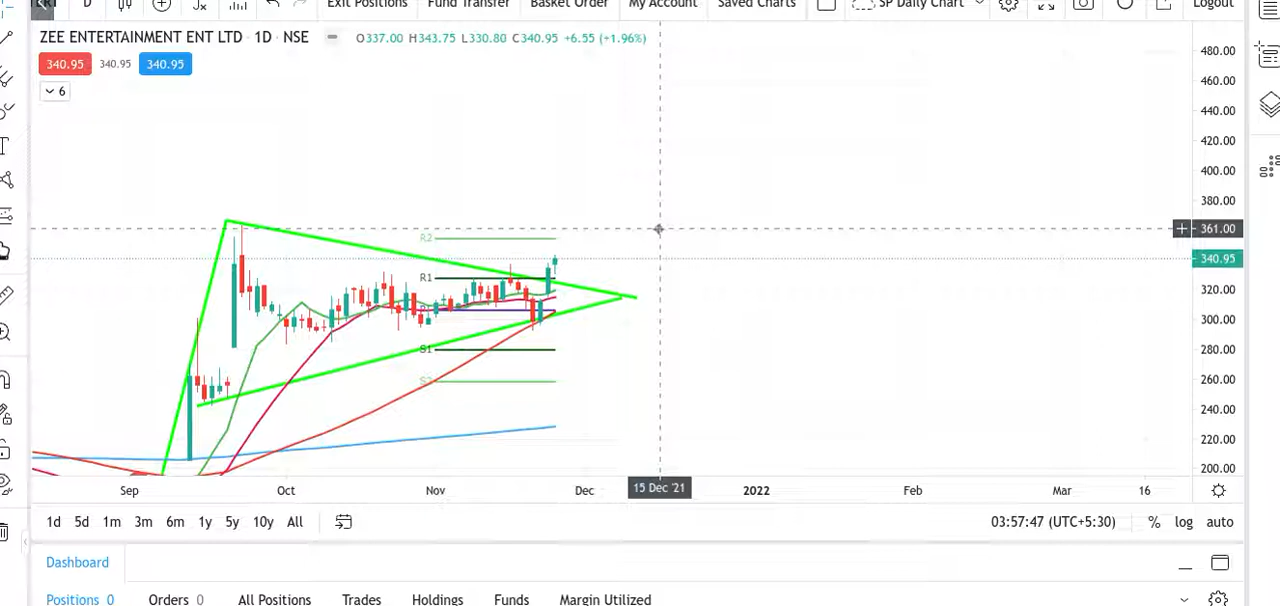 D Exit Positions Fund Transfer Basket Order My Account Saved Charts SP Daily Chart Logout
ZEE ENTERTAINMENT ENT LTD 1D NSE O337.00 H343.75 L330.80 C340.95 +6.55 (+1.96%)
340.95 340.95 340.95
6
480.00
460.00
440.00
420.00
400.00
380.00
361.00
340.95
320.00
300.00
280.00
260.00
240.00
220.00
200.00
R2
R1
S1
S2
Sep Oct Nov Dec 15 Dec '21 2022 Feb Mar 16
1d 5d 1m 3m 6m 1y 5y 10y All 03:57:47 (UTC+5:30) % log auto
Dashboard
Positions 0 Orders 0 All Positions Trades Holdings Funds Margin Utilized